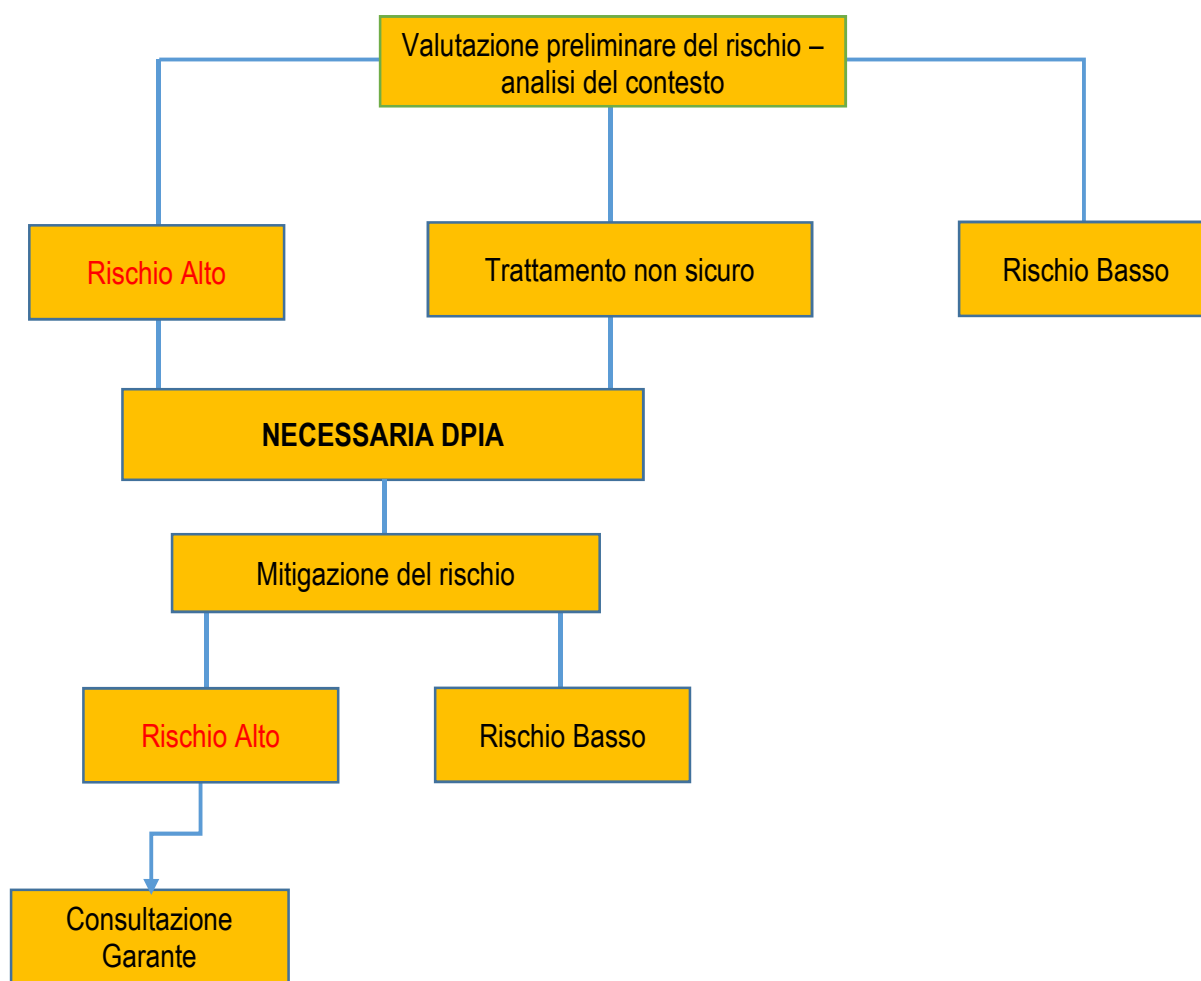 Valutazione preliminare del rischio –
analisi del contesto
Rischio Alto
Trattamento non sicuro
Rischio Basso
NECESSARIA DPIA
Mitigazione del rischio
Rischio Alto
Rischio Basso
Consultazione
Garante